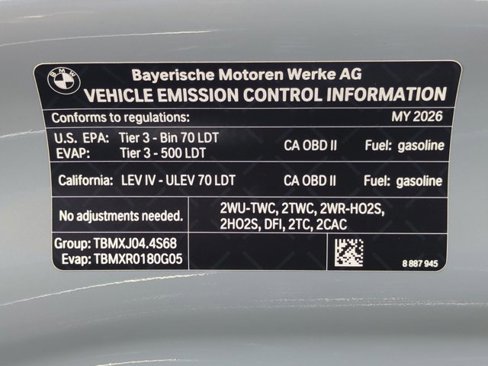 BMW
Bayerische Motoren Werke AG
VEHICLE EMISSION CONTROL INFORMATION
Conforms to regulations: MY 2026
U.S. EPA: Tier 3 - Bin 70 LDT CA OBD II Fuel: gasoline
EVAP: Tier 3 - 500 LDT
California: LEV IV - ULEV 70 LDT CA OBD II Fuel: gasoline
No adjustments needed. 2WU-TWC, 2TWC, 2WR-HO2S,
2HO2S, DFI, 2TC, 2CAC
Group: TBMXJ04.4S68
Evap: TBMXR0180G05 8 887 945